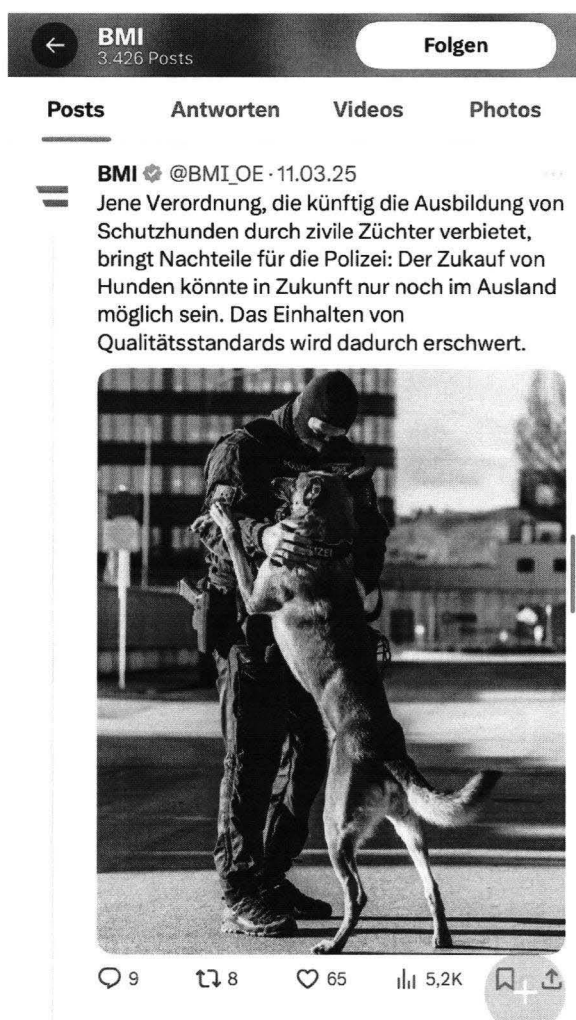 BMI
3.426 Posts
Folgen
Posts Antworten Videos Photos
BMI @BMI_OE · 11.03.25
Jene Verordnung, die künftig die Ausbildung von
Schutzhunden durch zivile Züchter verbietet,
bringt Nachteile für die Polizei: Der Zukauf von
Hunden könnte in Zukunft nur noch im Ausland
möglich sein. Das Einhalten von
Qualitätsstandards wird dadurch erschwert.
9 8 65 5,2K